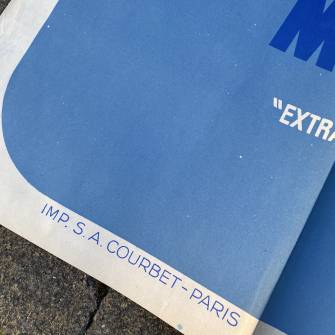 M
"EXTRA
IMP. S. A. COURBET - PARIS